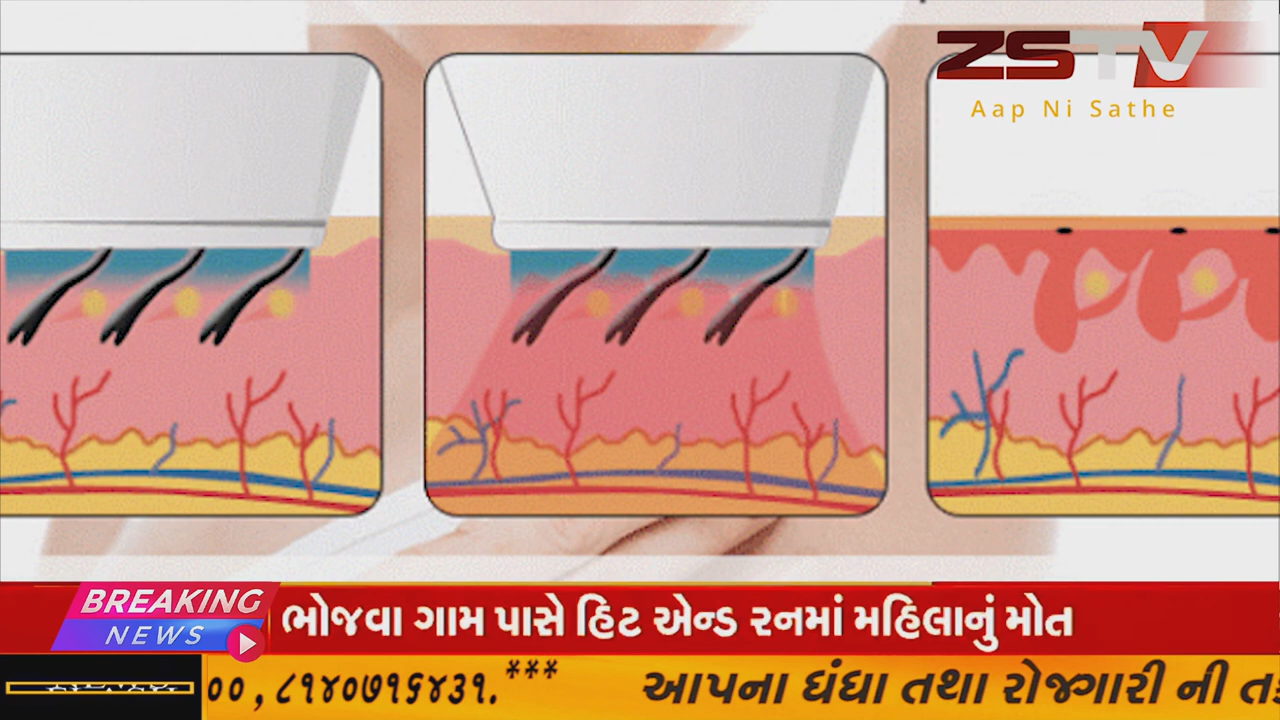 ZSTV
Aap Ni Sathe
BREAKING
NEWS
ભોજવા ગામ પાસે હિટ એન્ડ રનમાં મહિલાનું મોત
૦૦,૮૧૪૦૭૧૬૪૩૧.***
આપના ધંધા તથા રોજગારી ની